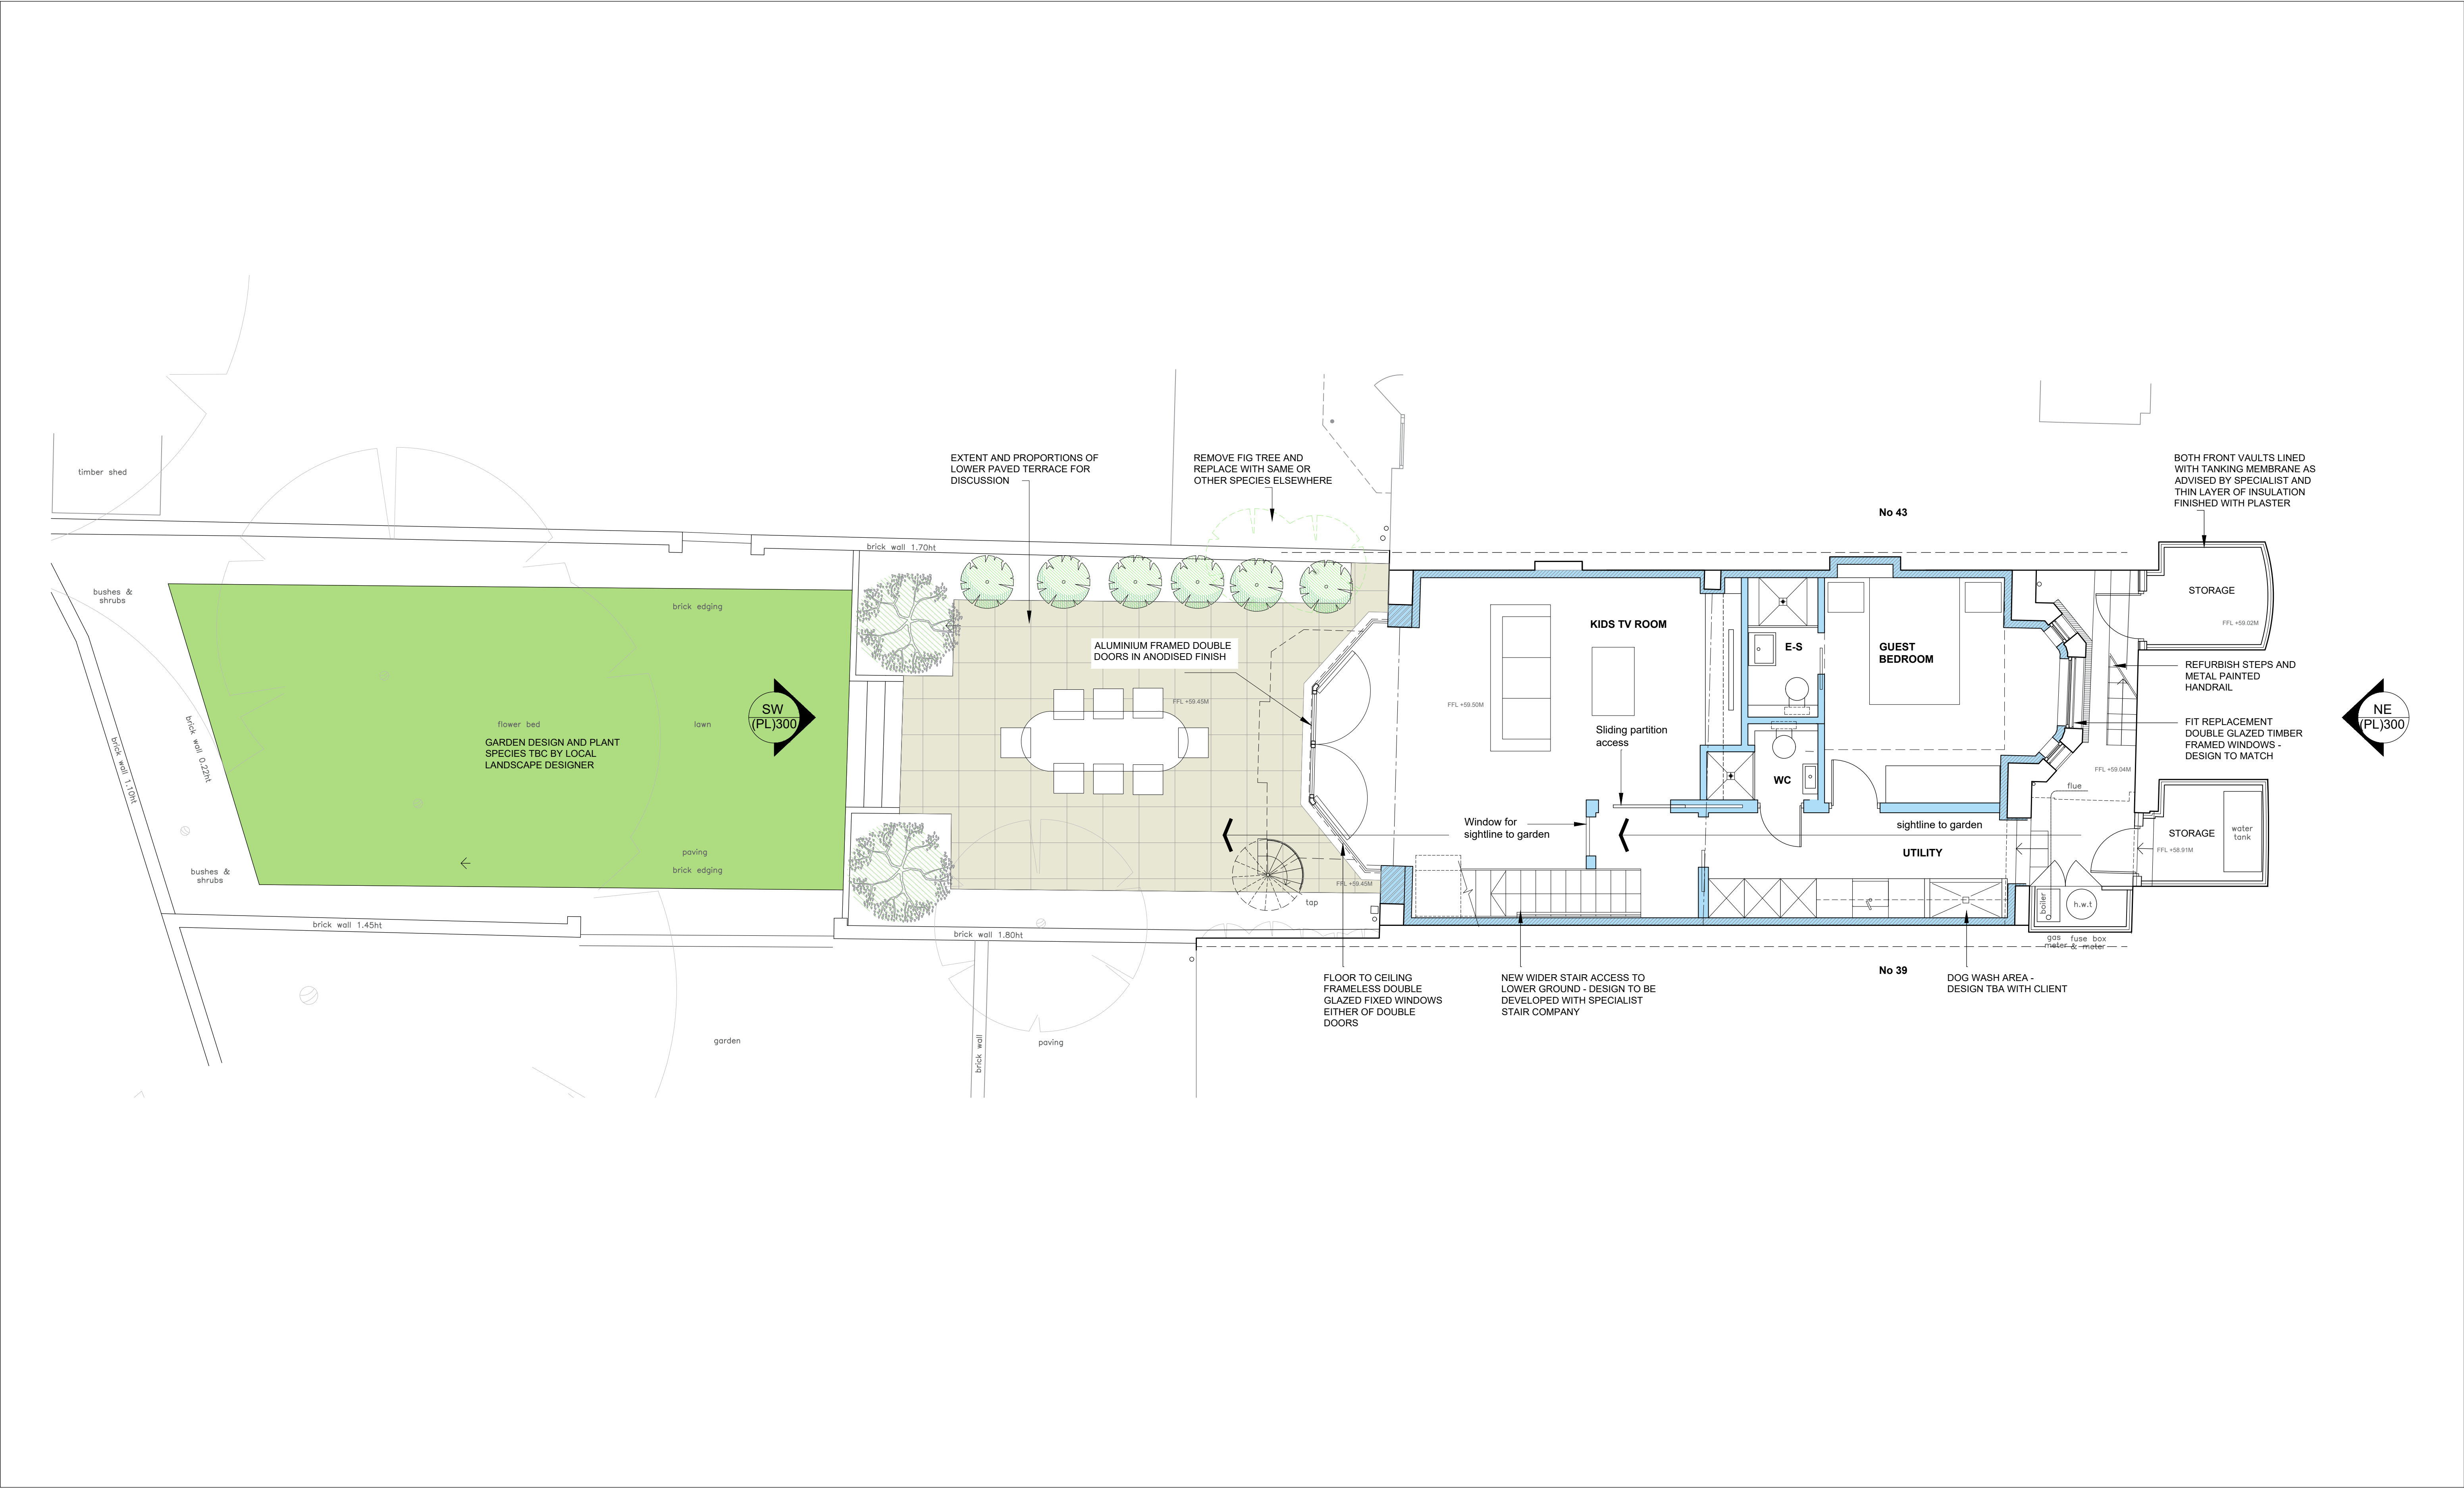 timber shed
EXTENT AND PROPORTIONS OF
LOWER PAVED TERRACE FOR
DISCUSSION
REMOVE FIG TREE AND
REPLACE WITH SAME OR
OTHER SPECIES ELSEWHERE
BOTH FRONT VAULTS LINED
WITH TANKING MEMBRANE AS
ADVISED BY SPECIALIST AND
THIN LAYER OF INSULATION
FINISHED WITH PLASTER
No 43
brick wall 1.70ht
bushes &
shrubs
brick edging
STORAGE
FFL +59.02M
KIDS TV ROOM
E-S
GUEST
BEDROOM
ALUMINIUM FRAMED DOUBLE
DOORS IN ANODISED FINISH
REFURBISH STEPS AND
METAL PAINTED
HANDRAIL
FFL +59.45M
FFL +59.50M
SW
(PL)300
NE
(PL)300
flower bed
lawn
GARDEN DESIGN AND PLANT
SPECIES TBC BY LOCAL
LANDSCAPE DESIGNER
brick wall 0.22ht
brick wall 1.10ht
Sliding partition
access
FIT REPLACEMENT
DOUBLE GLAZED TIMBER
FRAMED WINDOWS -
DESIGN TO MATCH
FFL +59.04M
WC
flue
Window for
sightline to garden
sightline to garden
STORAGE
water
tank
FFL +58.91M
UTILITY
paving
brick edging
bushes &
shrubs
FFL +59.45M
tap
boiler
h.w.t
brick wall 1.45ht
brick wall 1.80ht
gas
meter
fuse box
& meter
No 39
FLOOR TO CEILING
FRAMELESS DOUBLE
GLAZED FIXED WINDOWS
EITHER OF DOUBLE
DOORS
NEW WIDER STAIR ACCESS TO
LOWER GROUND - DESIGN TO BE
DEVELOPED WITH SPECIALIST
STAIR COMPANY
DOG WASH AREA -
DESIGN TBA WITH CLIENT
garden
brick wall
paving